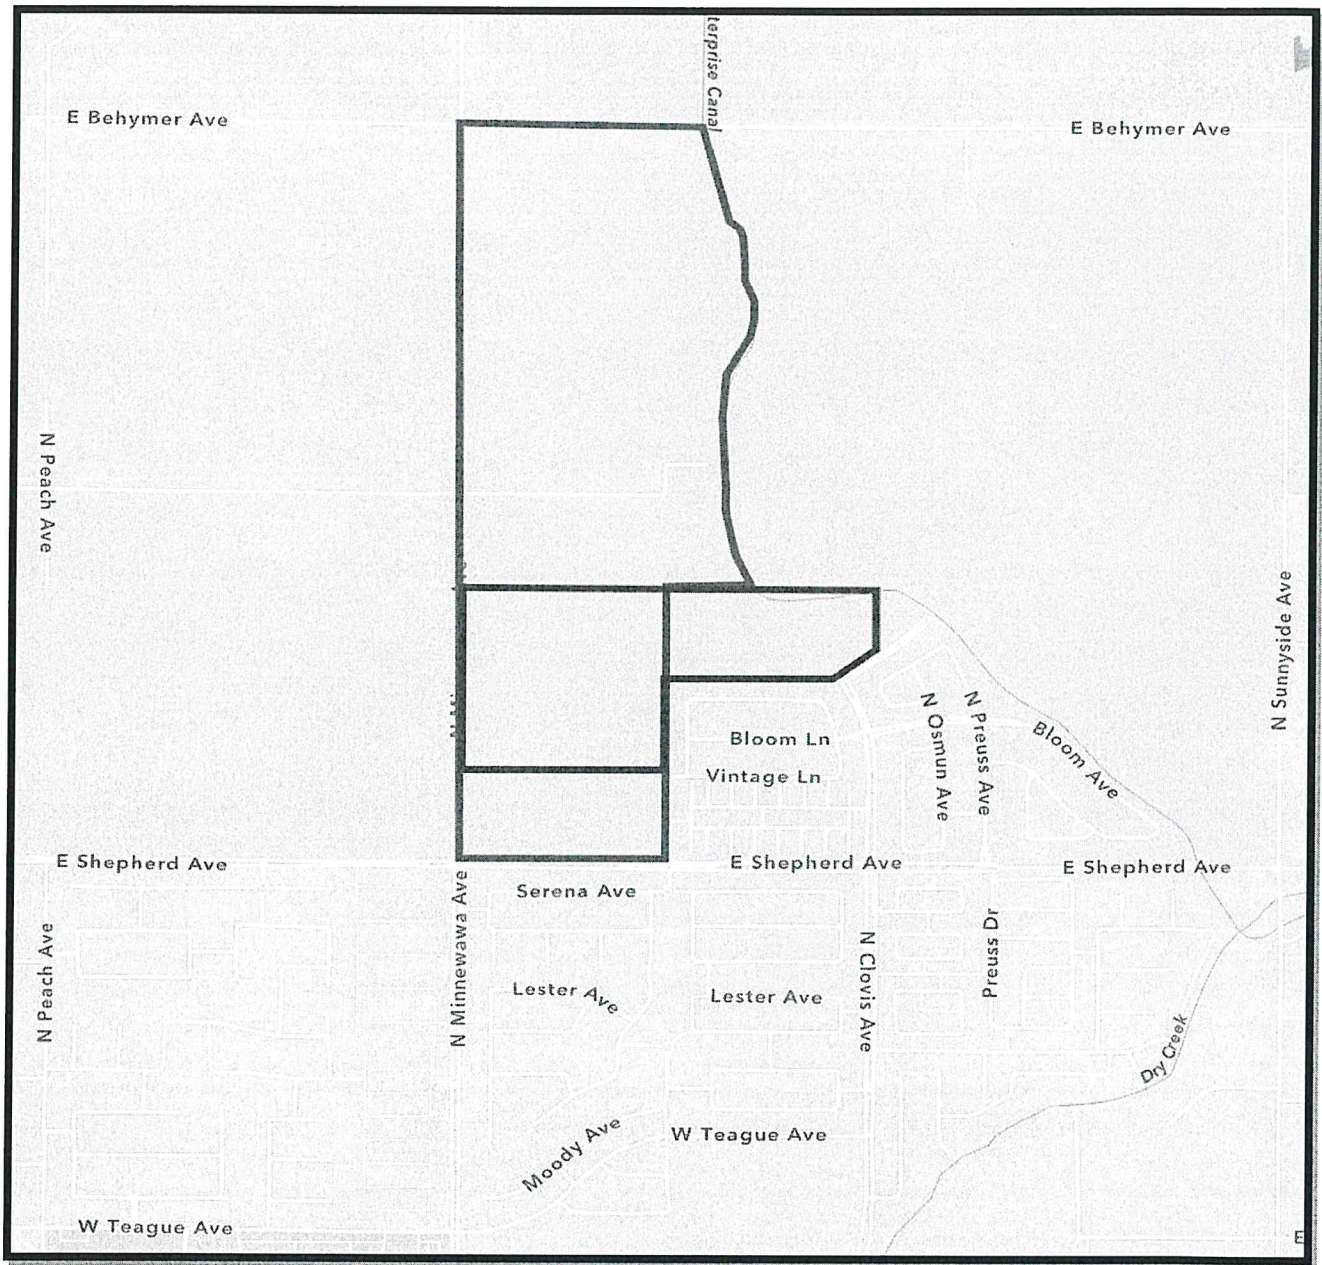 terprise Canal
E Behymer Ave
E Behymer Ave
N Peach Ave
N Sunnyside Ave
N Osmun Ave
N Preuss Ave
Bloom Ave
Bloom Ln
Vintage Ln
E Shepherd Ave
E Shepherd Ave
E Shepherd Ave
Serena Ave
N Minnewawa Ave
N Peach Ave
Preuss Dr
N Clovis Ave
Lester Ave
Lester Ave
Dry Creek
Moody Ave
W Teague Ave
W Teague Ave
E